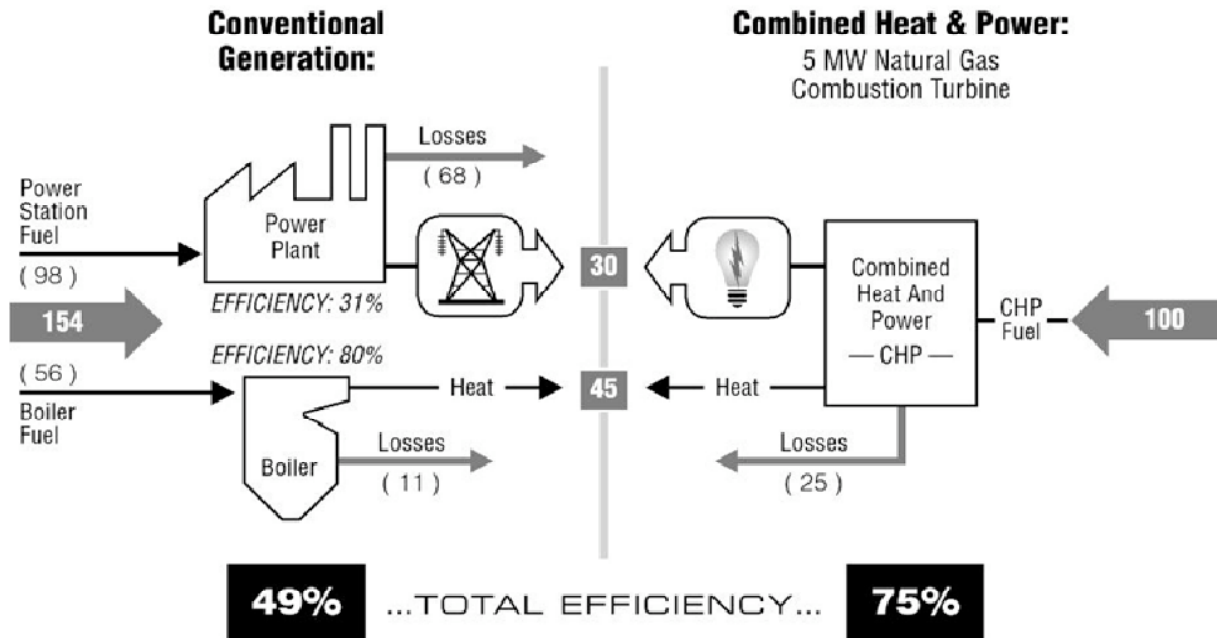 Conventional
Generation:
Combined Heat & Power:
5 MW Natural Gas
Combustion Turbine
Losses
( 68 )
Power
Station
Fuel
( 98 )
Power
Plant
EFFICIENCY: 31%
154
30
Combined
Heat And
Power
— CHP —
CHP
Fuel
100
EFFICIENCY: 80%
( 56 )
Boiler
Fuel
Heat
45
Heat
Boiler
Losses
( 11 )
Losses
( 25 )
49% ...TOTAL EFFICIENCY... 75%